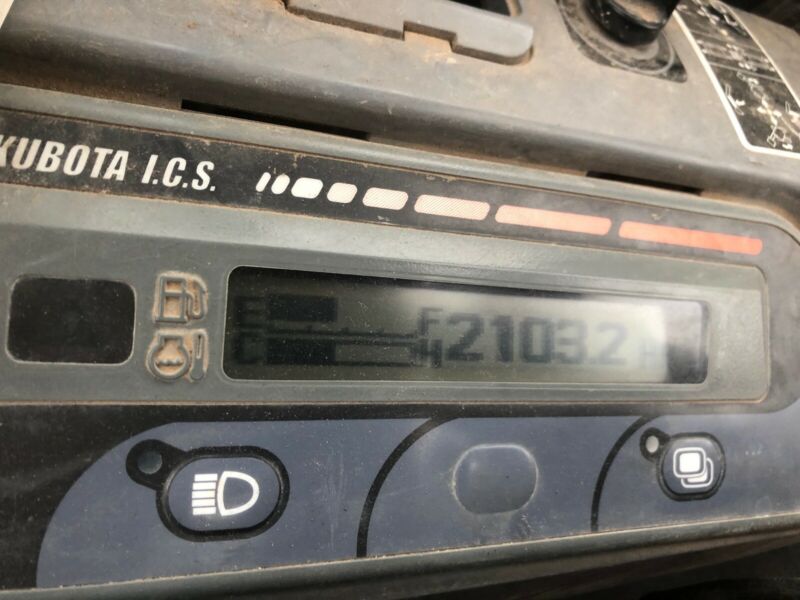 KUBOTA I.C.S.
E F
C H 2103.2 H